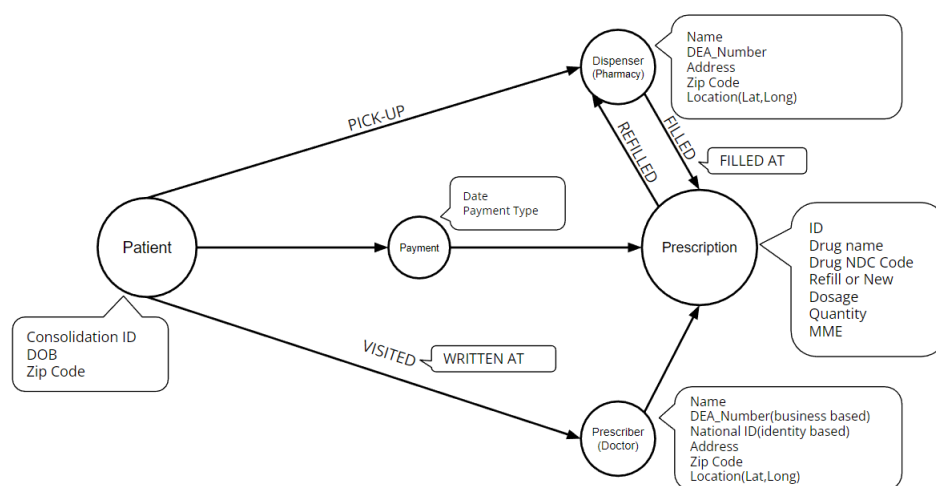 Name
DEA_Number
Address
Zip Code
Location(Lat,Long)
Dispenser
(Pharmacy)
PICK-UP
REFILLED
FILLED
FILLED AT
Date
Payment Type
Patient
Payment
Prescription
ID
Drug name
Drug NDC Code
Refill or New
Dosage
Quantity
MME
Consolidation ID
DOB
Zip Code
VISITED
WRITTEN AT
Prescriber
(Doctor)
Name
DEA_Number(business based)
National ID(identity based)
Address
Zip Code
Location(Lat,Long)